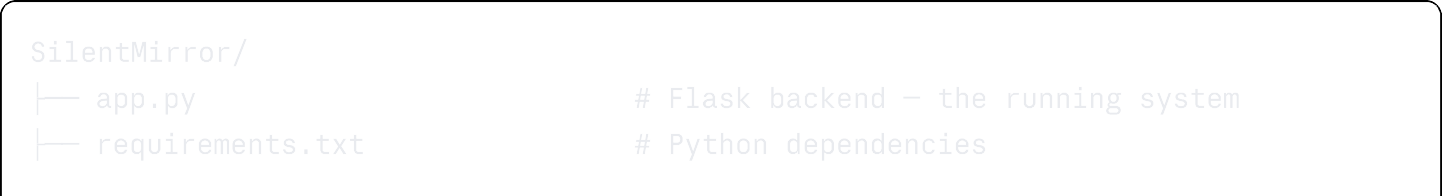 SilentMirror/
├── app.py                          # Flask backend — the running system
├── requirements.txt                # Python dependencies